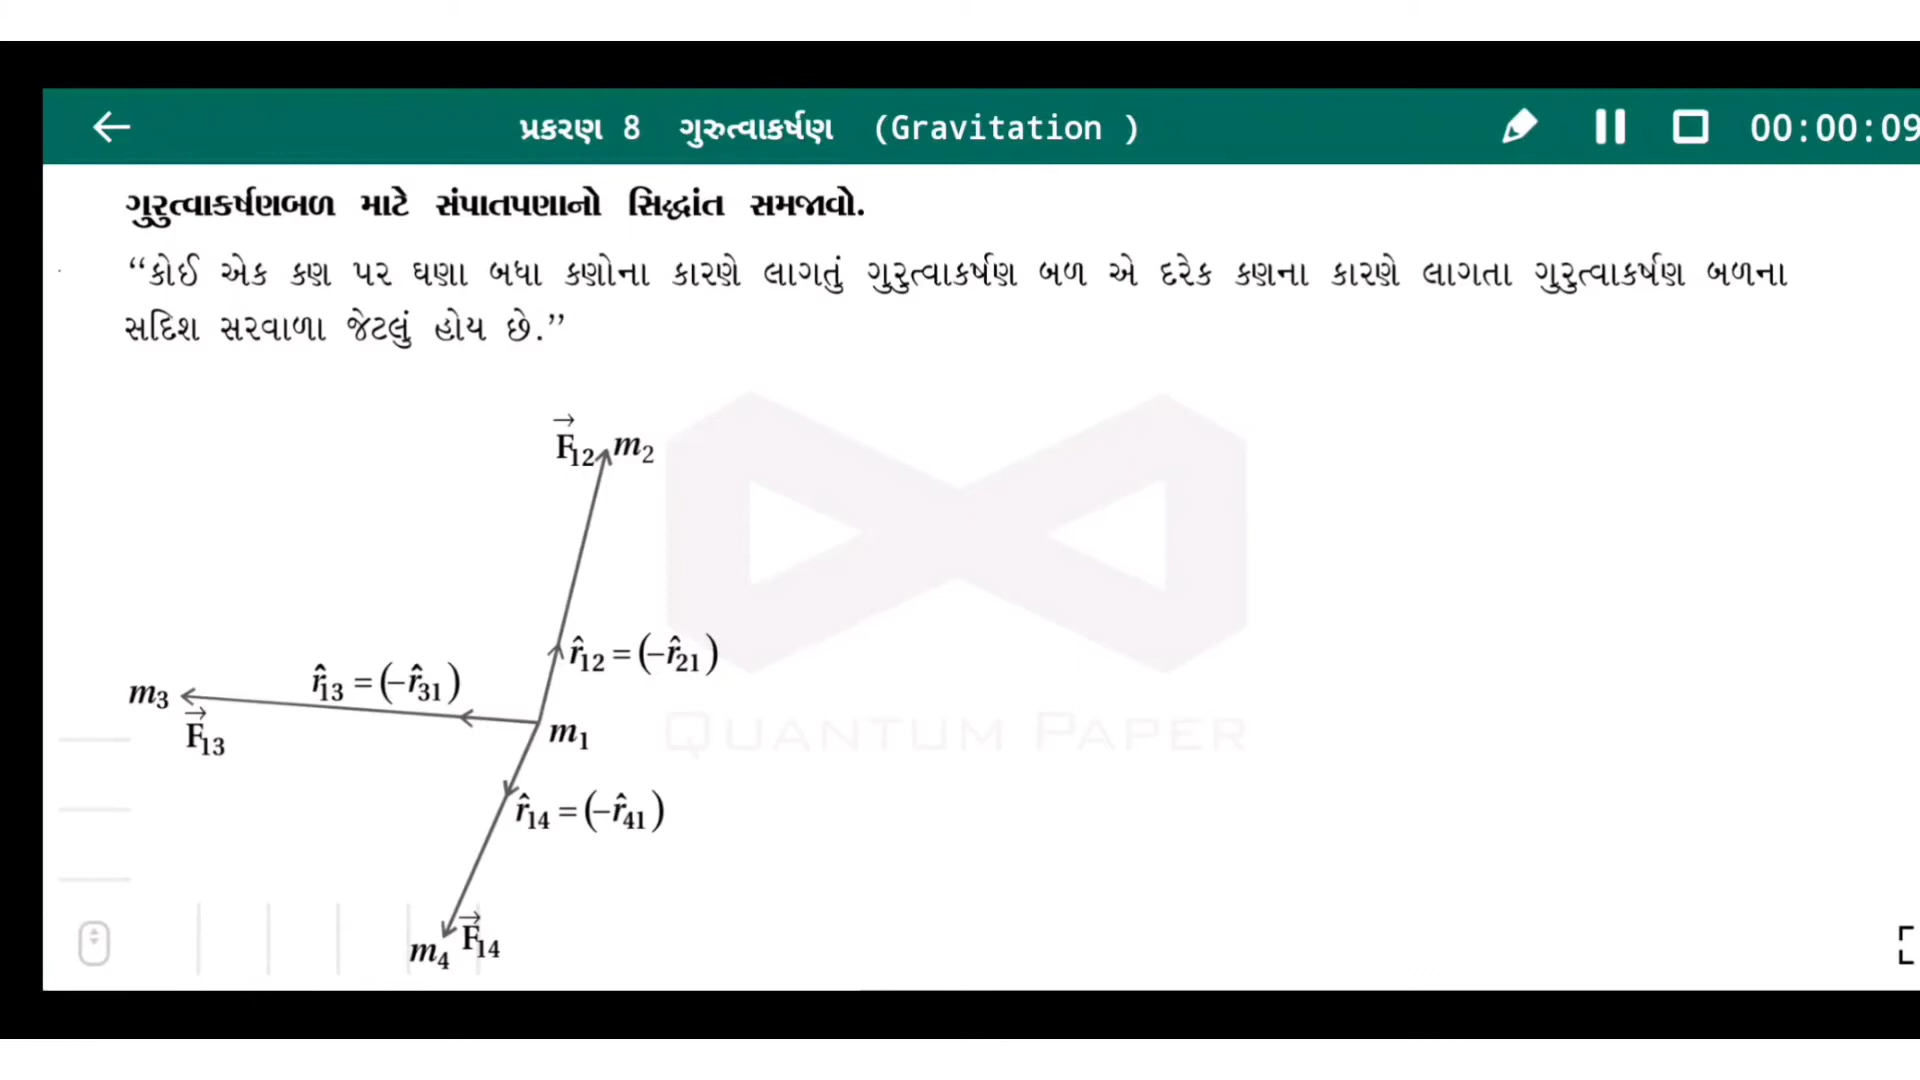 પ્રકરણ 8 ગુરુત્વાકર્ષણ (Gravitation )
00:00:09
ગુરુત્વાકર્ષણબળ માટે સંપાતપણાનો સિદ્ધાંત સમજાવો.
“કોઈ એક કણ પર ઘણા બધા કણોના કારણે લાગતું ગુરુત્વાકર્ષણ બળ એ દરેક કણના કારણે લાગતા ગુરુત્વાકર્ષણ બળના
સદિશ સરવાળા જેટલું હોય છે.”
F⃗₁₂ m₂
r̂₁₂ = (−r̂₂₁)
r̂₁₃ = (−r̂₃₁)
m₃
F⃗₁₃
m₁
QUANTUM PAPER
r̂₁₄ = (−r̂₄₁)
m₄ F⃗₁₄